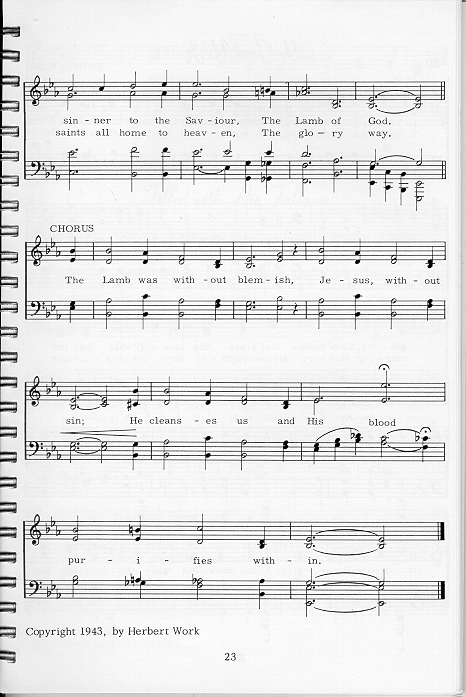 sin - ner to the Sav - iour, The Lamb of God.
saints all home to heav - en, The glo - ry way.
CHORUS
The Lamb was with - out blem - ish, Je - sus, with - out
sin; He cleans - es us and His blood
pur - i - fies with - in.
Copyright 1943, by Herbert Work
23